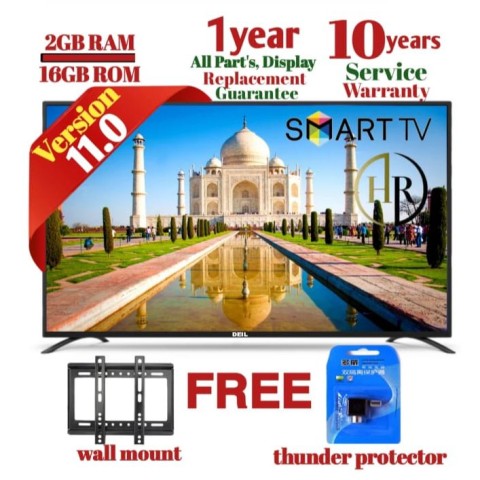 2GB RAM
16GB ROM
1year
All Part's, Display
Replacement
Guarantee
10years
Service
Warranty
Version
11.0
SMART TV
HR
DEIL
FREE
wall mount
thunder protector